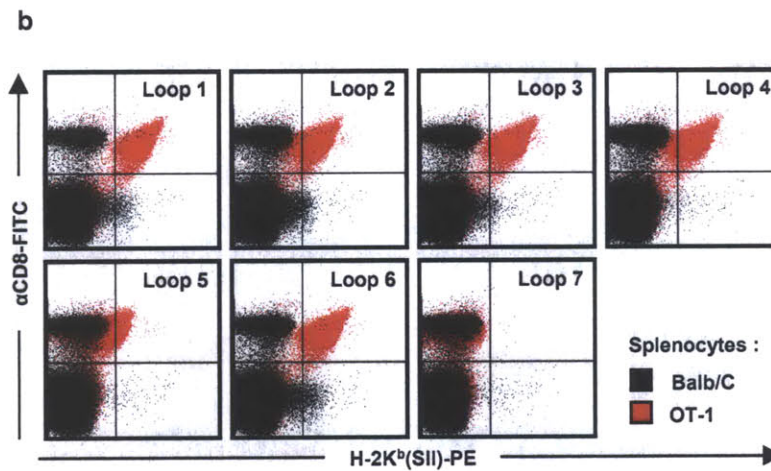 b
Loop 1
Loop 2
Loop 3
Loop 4
Loop 5
Loop 6
Loop 7
αCD8-FITC
Splenocytes :
Balb/C
OT-1
H-2Kᵇ(SII)-PE